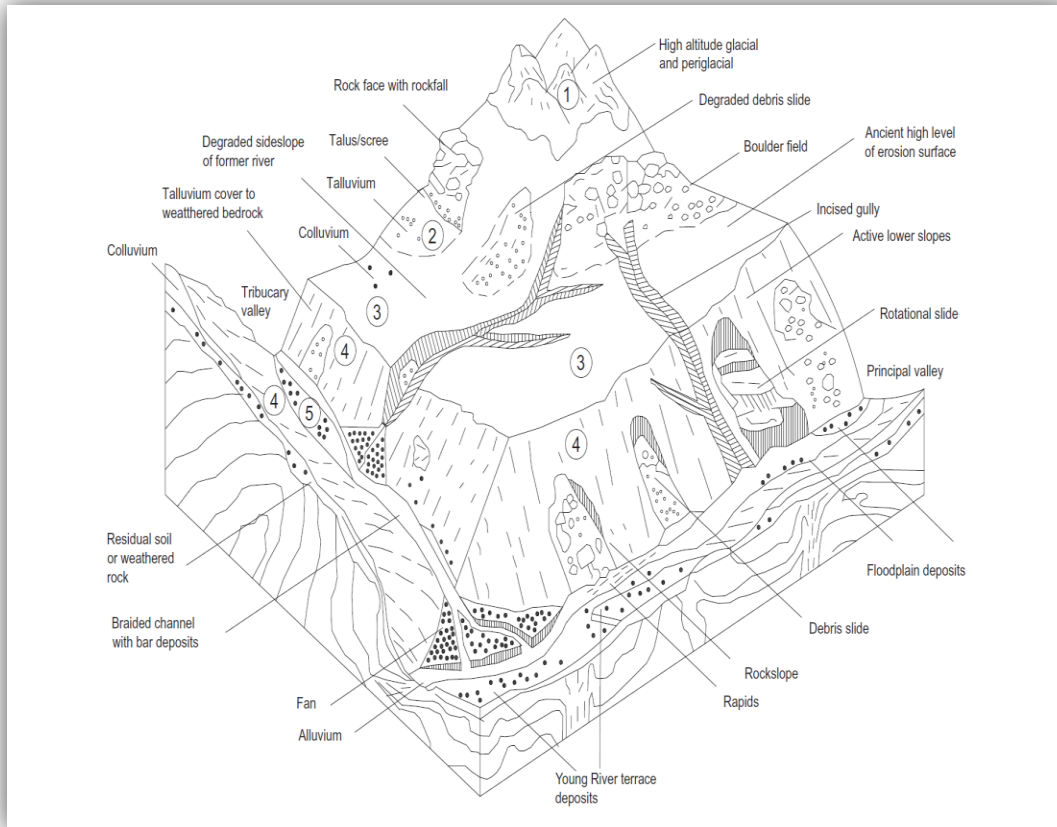 High altitude glacial
and periglacial
Rock face with rockfall
Degraded debris slide
Degraded sideslope
of former river
Talus/scree
Boulder field
Ancient high level
of erosion surface
Talluvium cover to
weatthered bedrock
Talluvium
Incised gully
Colluvium
Colluvium
Active lower slopes
Tribucary
valley
Rotational slide
Principal valley
1
2
3
3
4
4
4
5
Residual soil
or weathered
rock
Floodplain deposits
Braided channel
with bar deposits
Debris slide
Rockslope
Rapids
Fan
Alluvium
Young River terrace
deposits